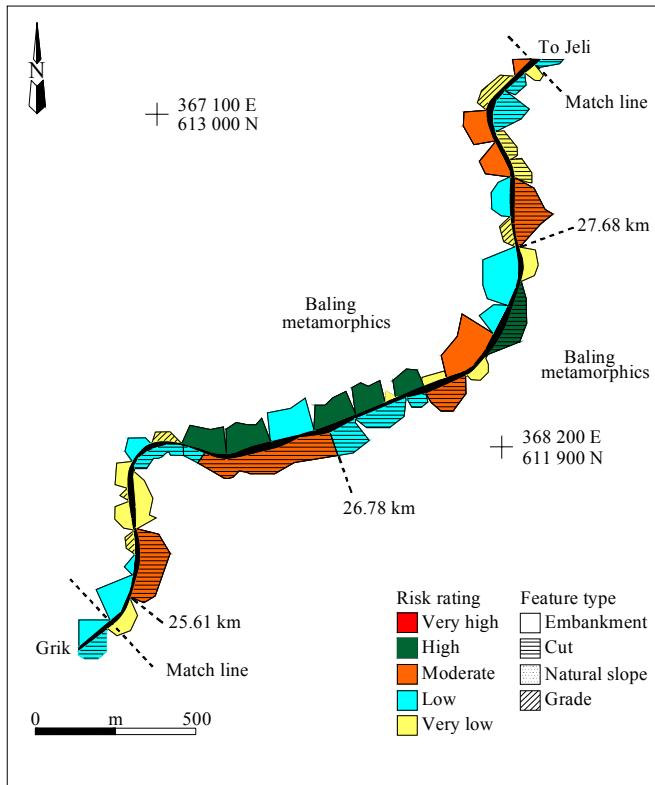 To Jeli
N
367 100 E
613 000 N
Match line
27.68 km
Baling
metamorphics
Baling
metamorphics
368 200 E
611 900 N
26.78 km
25.61 km
Grik
Match line
Risk rating
Very high
High
Moderate
Low
Very low
Feature type
Embankment
Cut
Natural slope
Grade
0 m 500